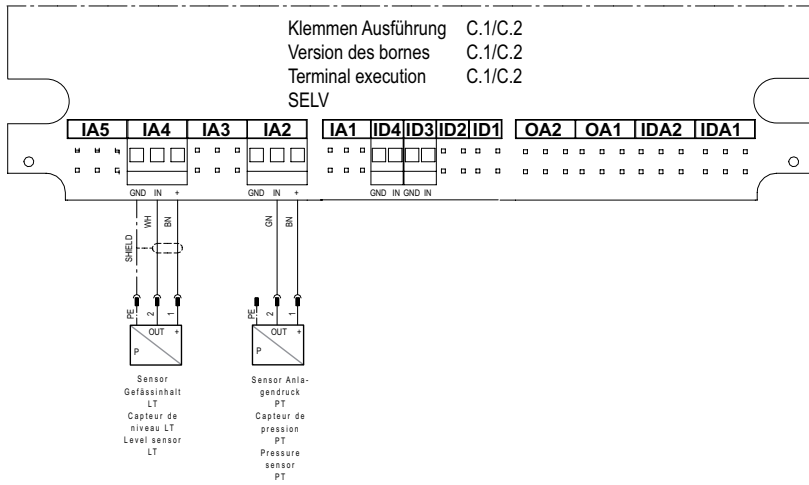 Klemmen Ausführung C.1/C.2
Version des bornes C.1/C.2
Terminal execution C.1/C.2
SELV
IA5 IA4 IA3 IA2 IA1 ID4 ID3 ID2 ID1 OA2 OA1 IDA2 IDA1
GND IN + GND IN + GND IN GND IN
SHIELD WH BN GN BN
PE 2 1 PE 2 1
OUT + OUT +
P P
Sensor
Gefässinhalt
LT
Capteur de
niveau LT
Level sensor
LT
Sensor Anla-
gendruck
PT
Capteur de
pression
PT
Pressure
sensor
PT